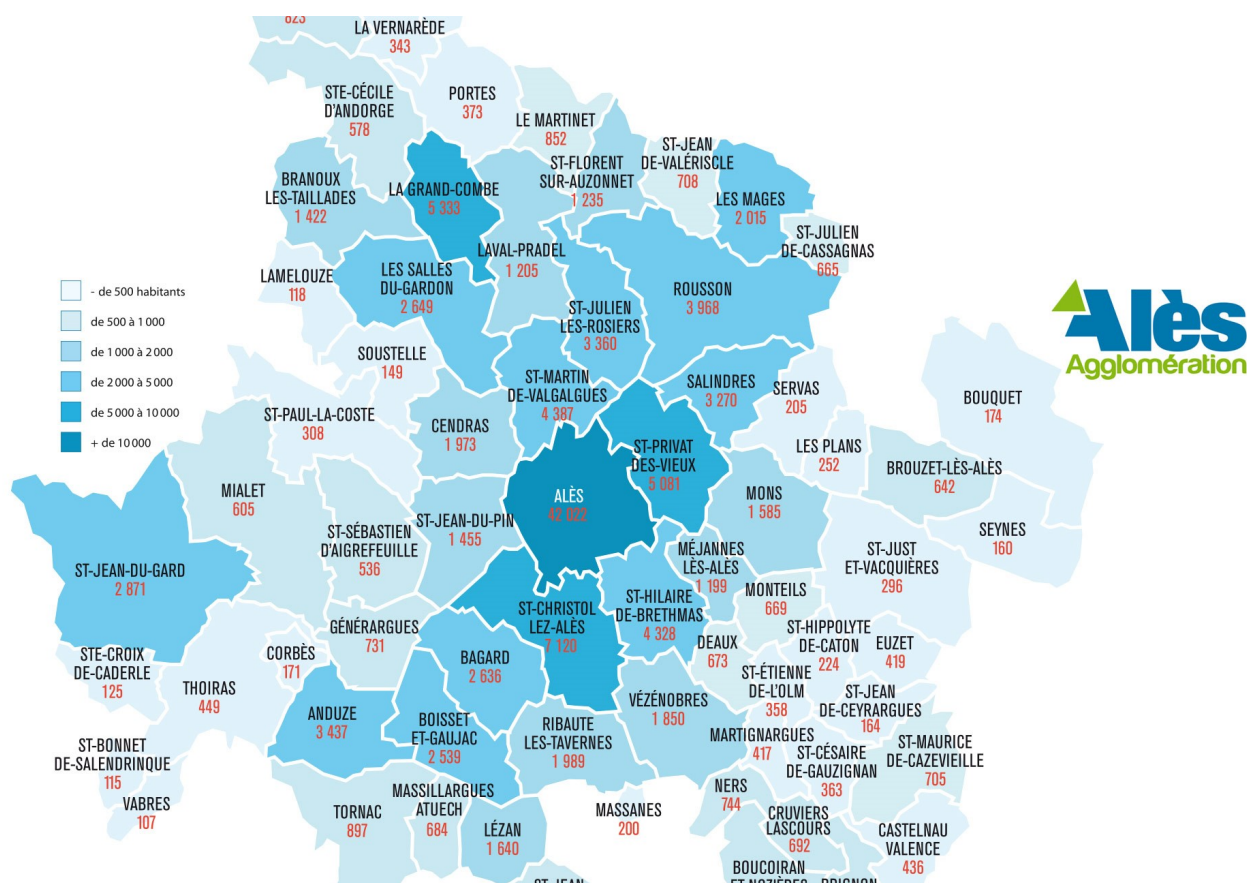 823
LA VERNARÈDE
343
STE-CÉCILE
D'ANDORGE
578
PORTES
373
LE MARTINET
852
ST-FLORENT
SUR-AUZONNET
1 235
ST-JEAN
DE-VALÉRISCLE
708
LES MAGES
2 015
ST-JULIEN
DE-CASSAGNAS
665
BRANOUX
LES-TAILLADES
1 422
LA GRAND-COMBE
5 333
LAVAL-PRADEL
1 205
LAMELOUZE
118
LES SALLES
DU-GARDON
2 649
ST-JULIEN
LES-ROSIERS
3 360
ROUSSON
3 968
- de 500 habitants
de 500 à 1 000
de 1 000 à 2 000
de 2 000 à 5 000
de 5 000 à 10 000
+ de 10 000
Alès
Agglomération
SOUSTELLE
149
ST-MARTIN
DE-VALGALGUES
4 387
SALINDRES
3 270
SERVAS
205
BOUQUET
174
ST-PAUL-LA-COSTE
308
CENDRAS
1 973
ST-PRIVAT
DES-VIEUX
5 081
LES PLANS
252
BROUZET-LÈS-ALÈS
642
MIALET
605
ALÈS
42 022
MONS
1 585
ST-SÉBASTIEN
D'AIGREFEUILLE
536
ST-JEAN-DU-PIN
1 455
SEYNES
160
ST-JEAN-DU-GARD
2 871
MÉJANNES
LÈS-ALÈS
1 199
ST-JUST
ET-VACQUIÈRES
296
ST-CHRISTOL
LEZ-ALÈS
7 120
ST-HILAIRE
DE-BRETHMAS
4 328
MONTEILS
669
GÉNÉRARGUES
731
ST-HIPPOLYTE
DE-CATON
224
EUZET
419
STE-CROIX
DE-CADERLE
125
CORBÈS
171
BAGARD
2 636
DEAUX
673
THOIRAS
449
ST-ÉTIENNE
DE-L'OLM
358
ST-JEAN
DE-CEYRARGUES
164
ANDUZE
3 437
BOISSET
ET-GAUJAC
2 539
RIBAUTE
LES-TAVERNES
1 989
VÉZÉNOBRES
1 850
MARTIGNARGUES
417
ST-CÉSAIRE
DE-GAUZIGNAN
363
ST-MAURICE
DE-CAZEVIEILLE
705
ST-BONNET
DE-SALENDRINQUE
115
VABRES
107
TORNAC
897
MASSILLARGUES
ATUECH
684
LÉZAN
1 640
MASSANES
200
NERS
744
CRUVIERS
LASCOURS
692
CASTELNAU
VALENCE
436
BOUCOIRAN
ET-NOZIÈRES
BRIGNON
ST-JEAN